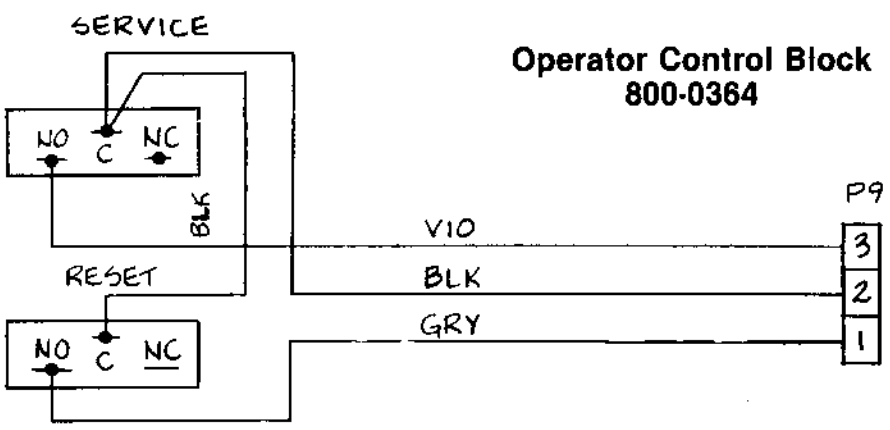 SERVICE
Operator Control Block
800-0364
NO C NC
BLK
P9
VIO
3
RESET
BLK
2
GRY
1
NO C NC